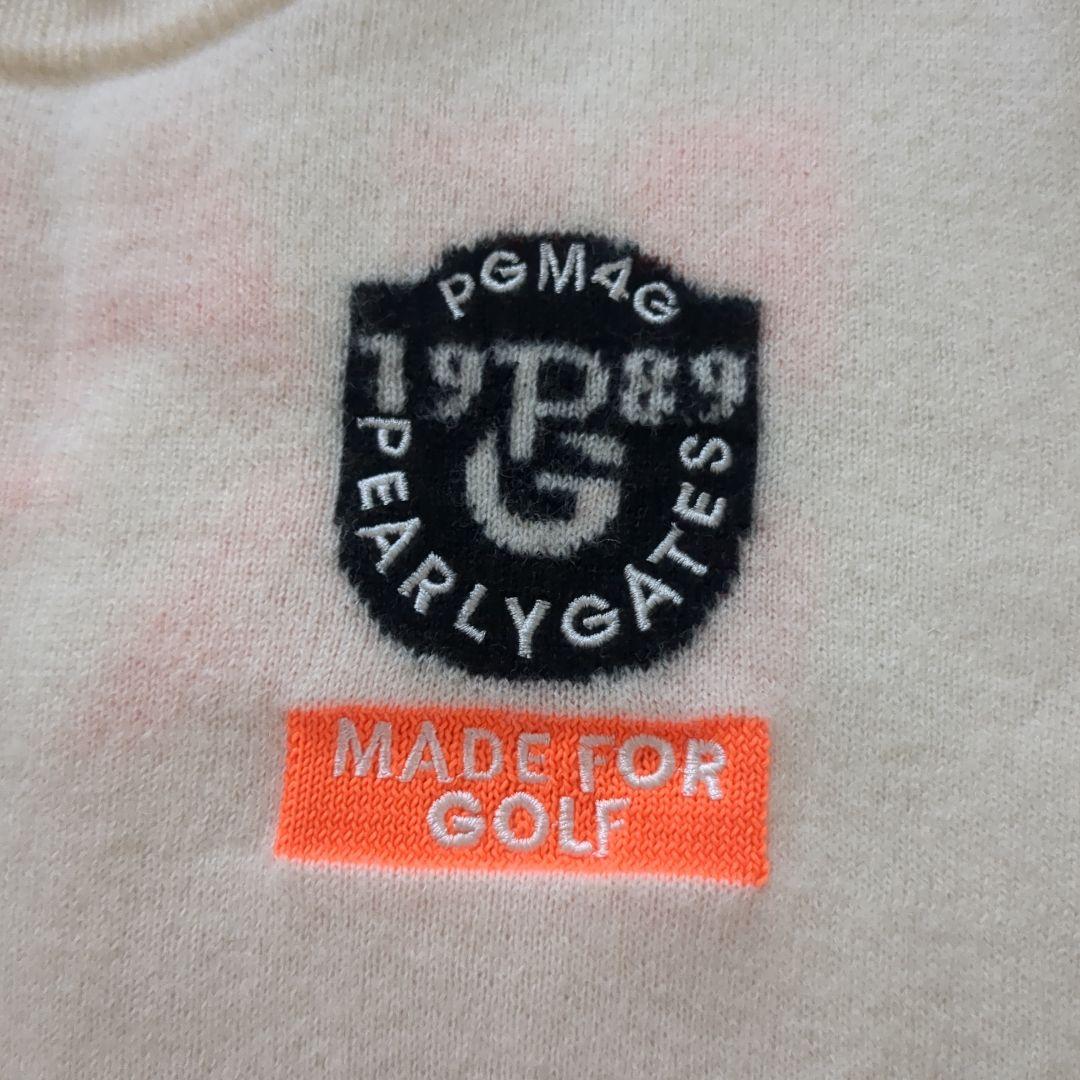 PGM4G
1989
PG
PEARLYGATES
MADE FOR
GOLF